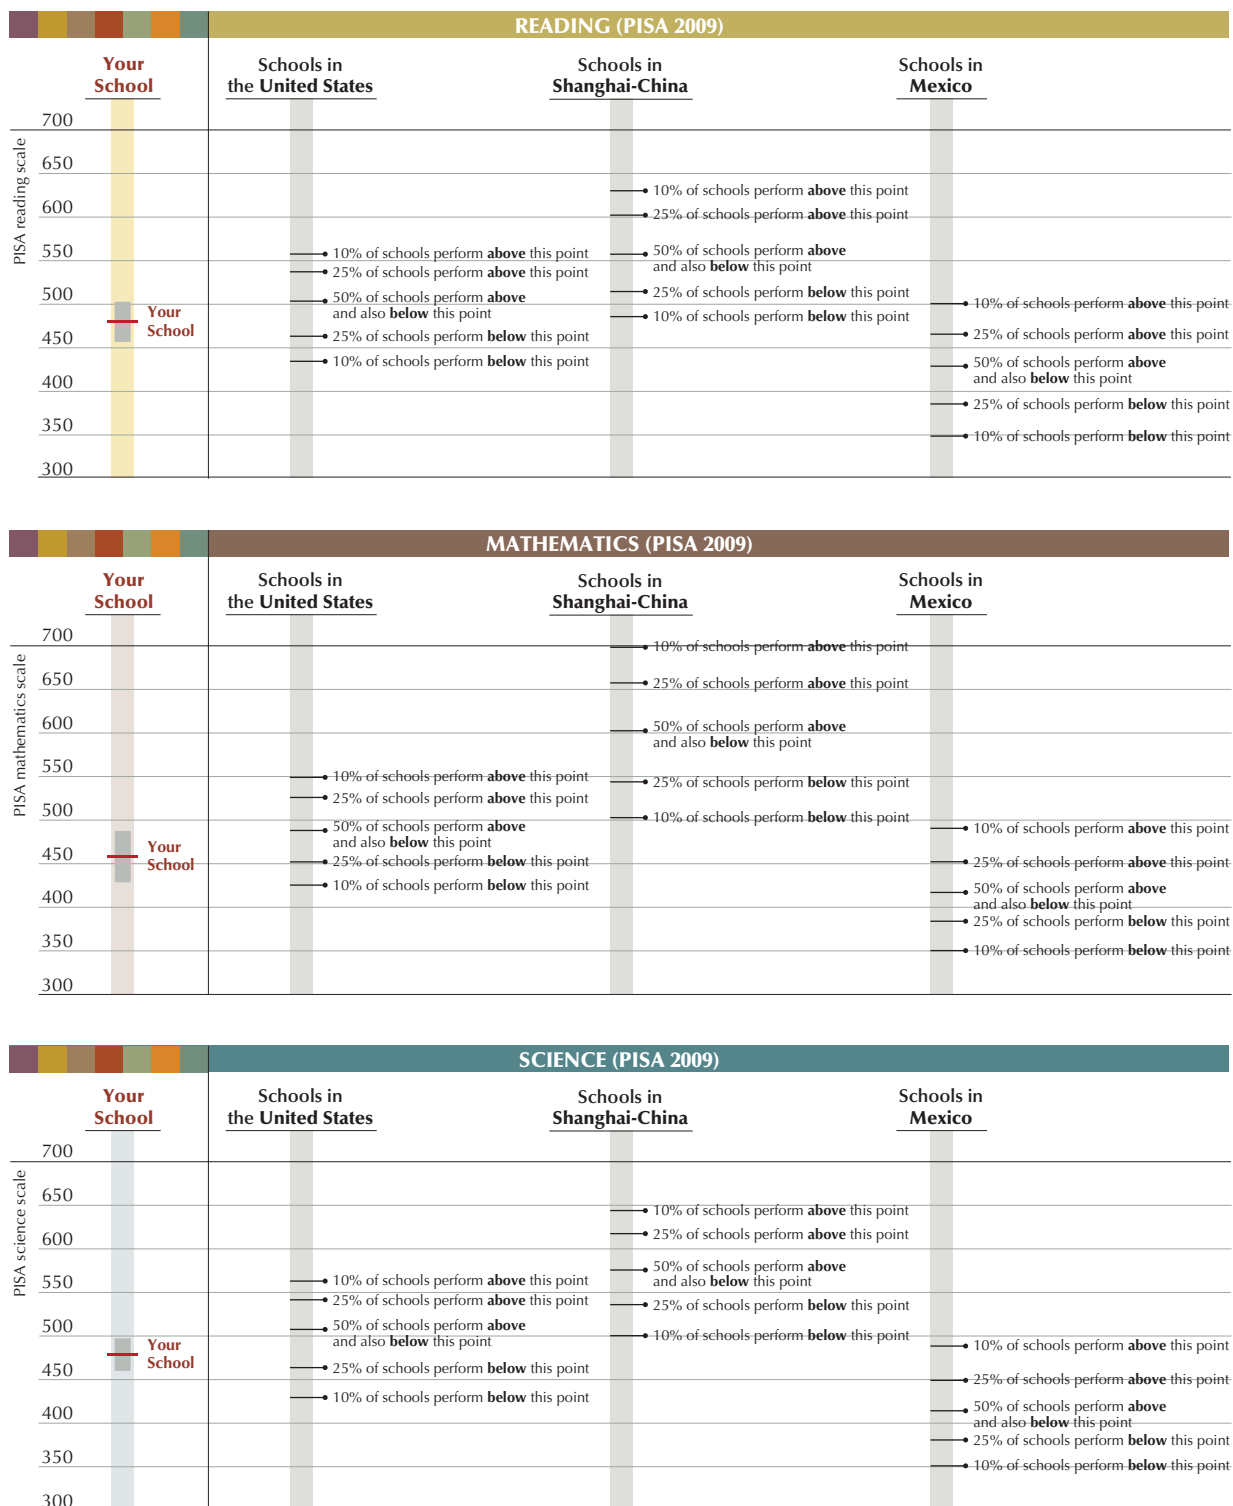 READING (PISA 2009)
Your
School
Schools in
the United States
Schools in
Shanghai-China
Schools in
Mexico
PISA reading scale
700
650
600
550
500
450
400
350
300
Your
School
10% of schools perform above this point
25% of schools perform above this point
50% of schools perform above
and also below this point
25% of schools perform below this point
10% of schools perform below this point
10% of schools perform above this point
25% of schools perform above this point
50% of schools perform above
and also below this point
25% of schools perform below this point
10% of schools perform below this point
10% of schools perform above this point
25% of schools perform above this point
50% of schools perform above
and also below this point
25% of schools perform below this point
10% of schools perform below this point
MATHEMATICS (PISA 2009)
Your
School
Schools in
the United States
Schools in
Shanghai-China
Schools in
Mexico
PISA mathematics scale
700
650
600
550
500
450
400
350
300
Your
School
10% of schools perform above this point
25% of schools perform above this point
50% of schools perform above
and also below this point
25% of schools perform below this point
10% of schools perform below this point
10% of schools perform above this point
25% of schools perform above this point
50% of schools perform above
and also below this point
25% of schools perform below this point
10% of schools perform below this point
10% of schools perform above this point
25% of schools perform above this point
50% of schools perform above
and also below this point
25% of schools perform below this point
10% of schools perform below this point
SCIENCE (PISA 2009)
Your
School
Schools in
the United States
Schools in
Shanghai-China
Schools in
Mexico
PISA science scale
700
650
600
550
500
450
400
350
300
Your
School
10% of schools perform above this point
25% of schools perform above this point
50% of schools perform above
and also below this point
25% of schools perform below this point
10% of schools perform below this point
10% of schools perform above this point
25% of schools perform above this point
50% of schools perform above
and also below this point
25% of schools perform below this point
10% of schools perform below this point
10% of schools perform above this point
25% of schools perform above this point
50% of schools perform above
and also below this point
25% of schools perform below this point
10% of schools perform below this point